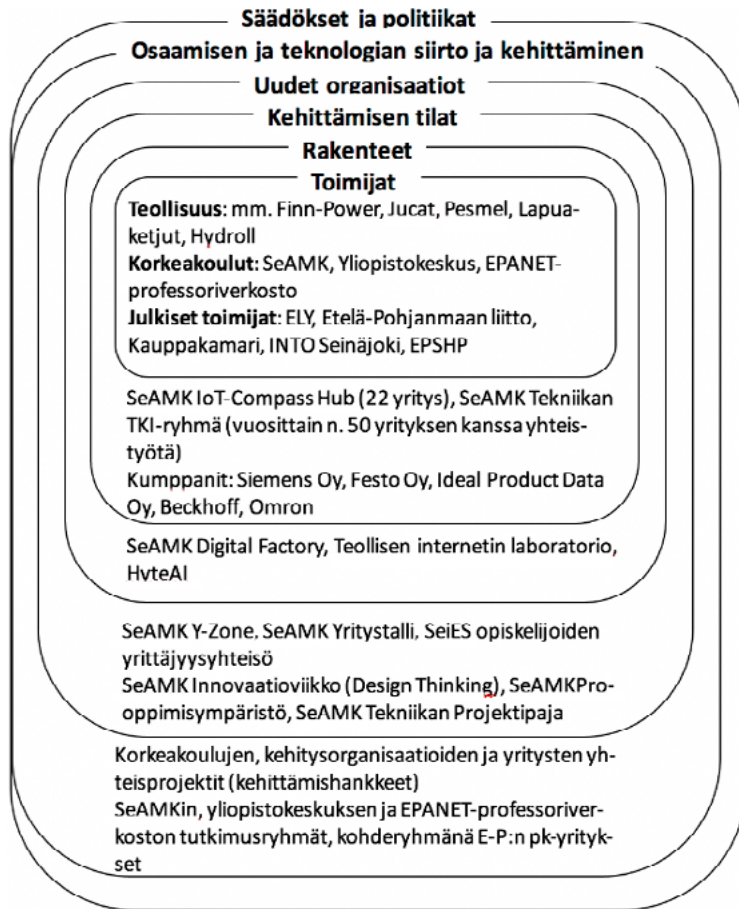 Säädökset ja politiikat
Osaamisen ja teknologian siirto ja kehittäminen
Uudet organisaatiot
Kehittämisen tilat
Rakenteet
Toimijat
Teollisuus: mm. Finn-Power, Jucat, Pesmel, Lapua-
ketjut, Hydroll
Korkeakoulut: SeAMK, Yliopistokeskus, EPANET-
professoriverkosto
Julkiset toimijat: ELY, Etelä-Pohjanmaan liitto,
Kauppakamari, INTO Seinäjoki, EPSHP
SeAMK IoT-Compass Hub (22 yritys), SeAMK Tekniikan
TKI-ryhmä (vuosittain n. 50 yrityksen kanssa yhteis-
työtä)
Kumppanit: Siemens Oy, Festo Oy, Ideal Product Data
Oy, Beckhoff, Omron
SeAMK Digital Factory, Teollisen internetin laboratorio,
HyteAI
SeAMK Y-Zone, SeAMK Yritystalli, SeiES opiskelijoiden
yrittäjyysyhteisö
SeAMK Innovaatioviikko (Design Thinking), SeAMKPro-
oppimisympäristö, SeAMK Tekniikan Projektipaja
Korkeakoulujen, kehitysorganisaatioiden ja yritysten yh-
teisprojektit (kehittämishankkeet)
SeAMKin, yliopistokeskuksen ja EPANET-professoriver-
koston tutkimusryhmät, kohderyhmänä E-P:n pk-yrityk-
set